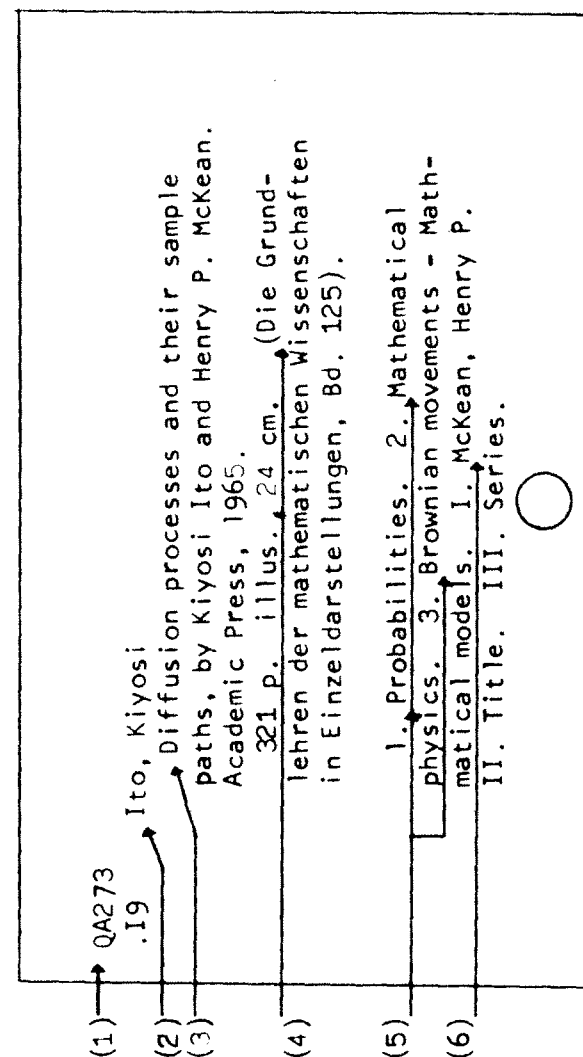 (1) QA273
.I9
(2) Ito, Kiyosi
(3) Diffusion processes and their sample
paths, by Kiyosi Ito and Henry P. McKean.
Academic Press, 1965.
(4) 321 p. illus. 24 cm. (Die Grund-
lehren der mathematischen Wissenschaften
in Einzeldarstellungen, Bd. 125).
(5) 1. Probabilities. 2. Mathematical
physics. 3. Brownian movements - Math-
(6) matical models. I. McKean, Henry P.
II. Title. III. Series.